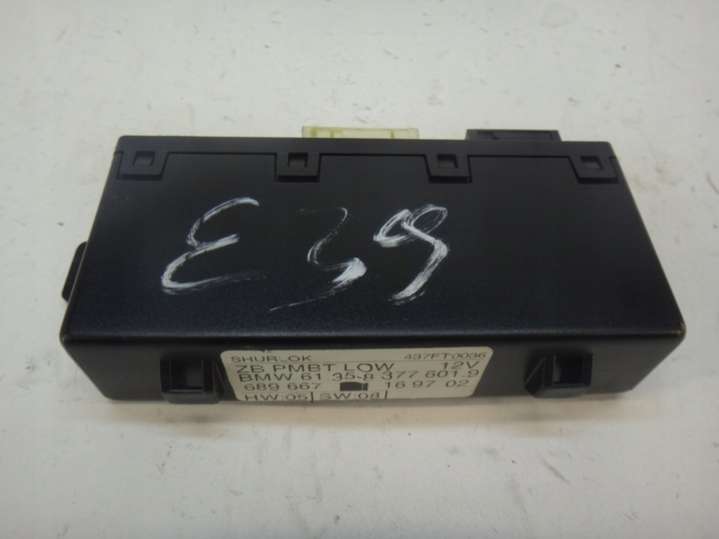 E39
SHURLOK 437FT0036
ZB PMBT LOW 12V
BMW 61 35-8 377 601.9
689 667 16 97 02
HW:05 SW:08